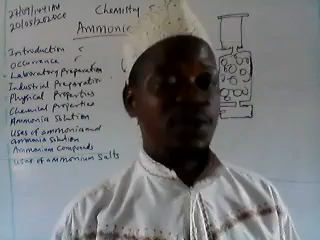 Chemistry
Ammonia
Introduction
Occurrence
Laboratory Preparation
Industrial Preparation
Physical Properties
Chemical properties
Ammonia Solution
Uses of ammonia and
ammonia solution
Ammonium Compounds
Uses of ammonium salts